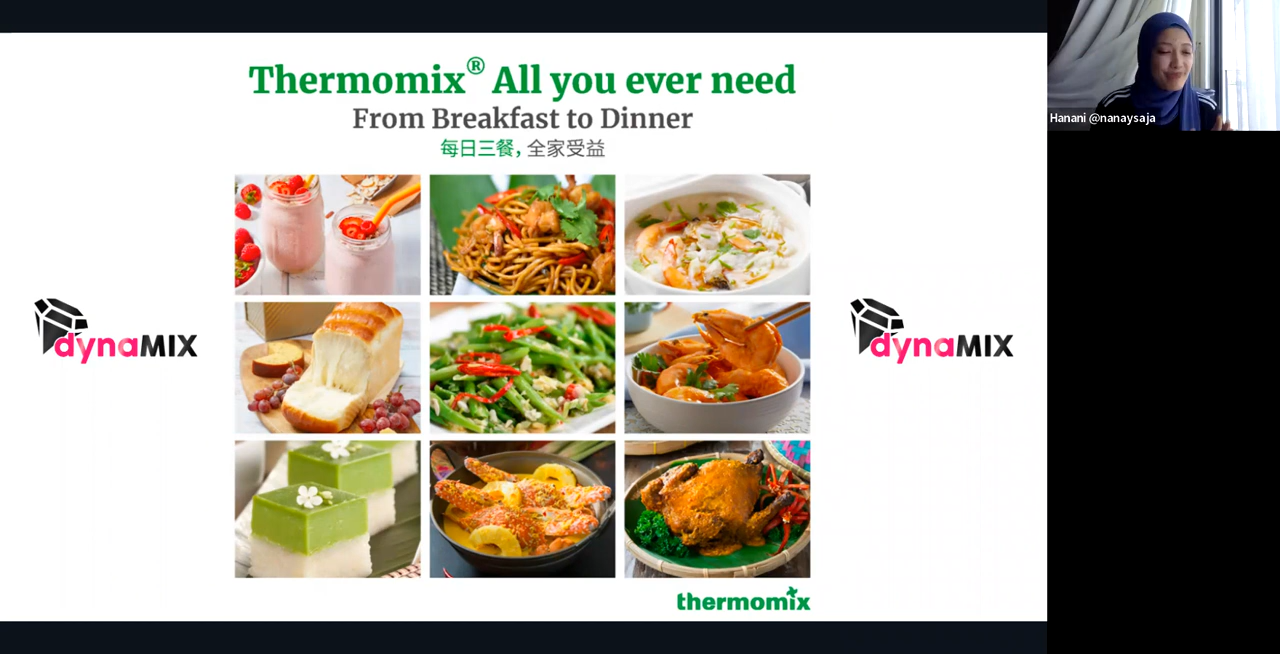 Thermomix® All you ever need
From Breakfast to Dinner
每日三餐，全家受益
dynaMIX
dynaMIX
thermomix
Hanani @nanaysaja